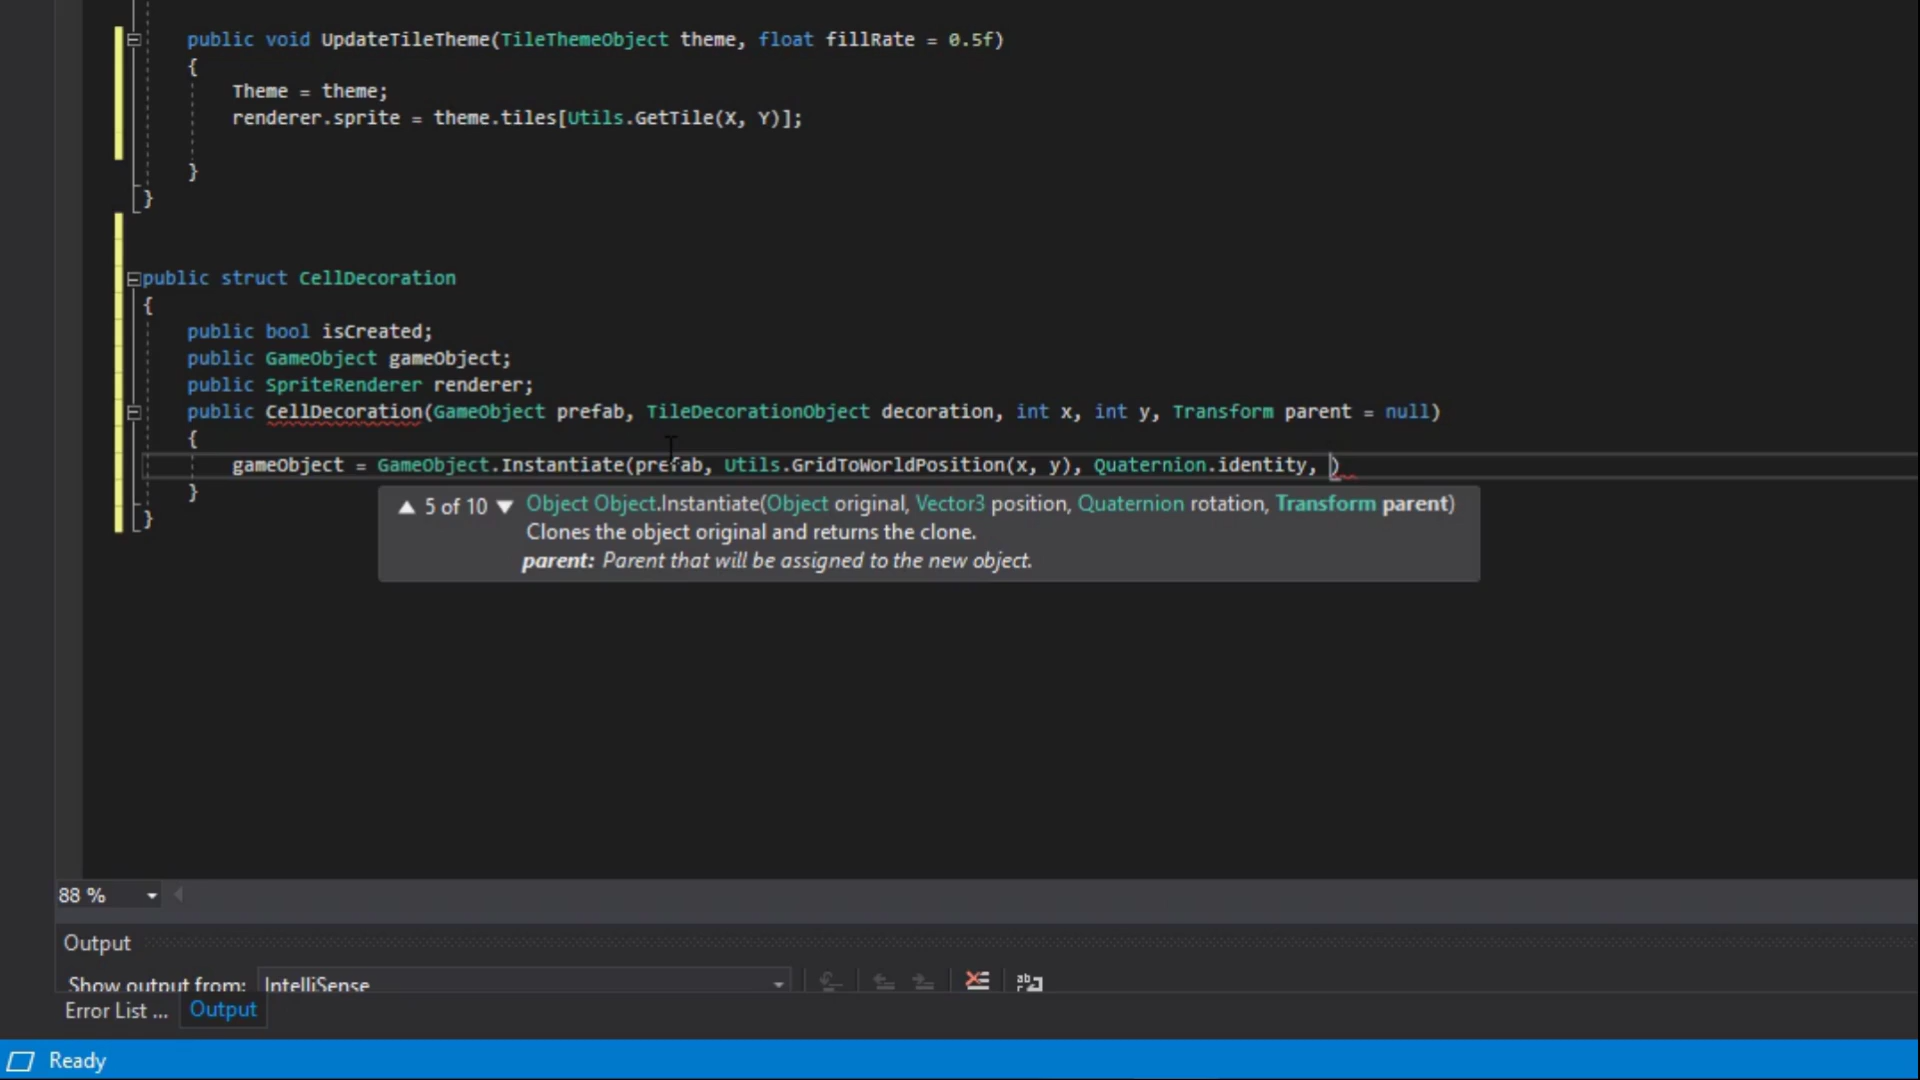 public void UpdateTileTheme(TileThemeObject theme, float fillRate = 0.5f)
{
Theme = theme;
renderer.sprite = theme.tiles[Utils.GetTile(X, Y)];
}
}
public struct CellDecoration
{
public bool isCreated;
public GameObject gameObject;
public SpriteRenderer renderer;
public CellDecoration(GameObject prefab, TileDecorationObject decoration, int x, int y, Transform parent = null)
{
gameObject = GameObject.Instantiate(prefab, Utils.GridToWorldPosition(x, y), Quaternion.identity, )
}
}
▲ 5 of 10 ▼ Object Object.Instantiate(Object original, Vector3 position, Quaternion rotation, Transform parent)
Clones the object original and returns the clone.
parent: Parent that will be assigned to the new object.
88 %
Output
Show output from: IntelliSense
Error List ... Output
Ready